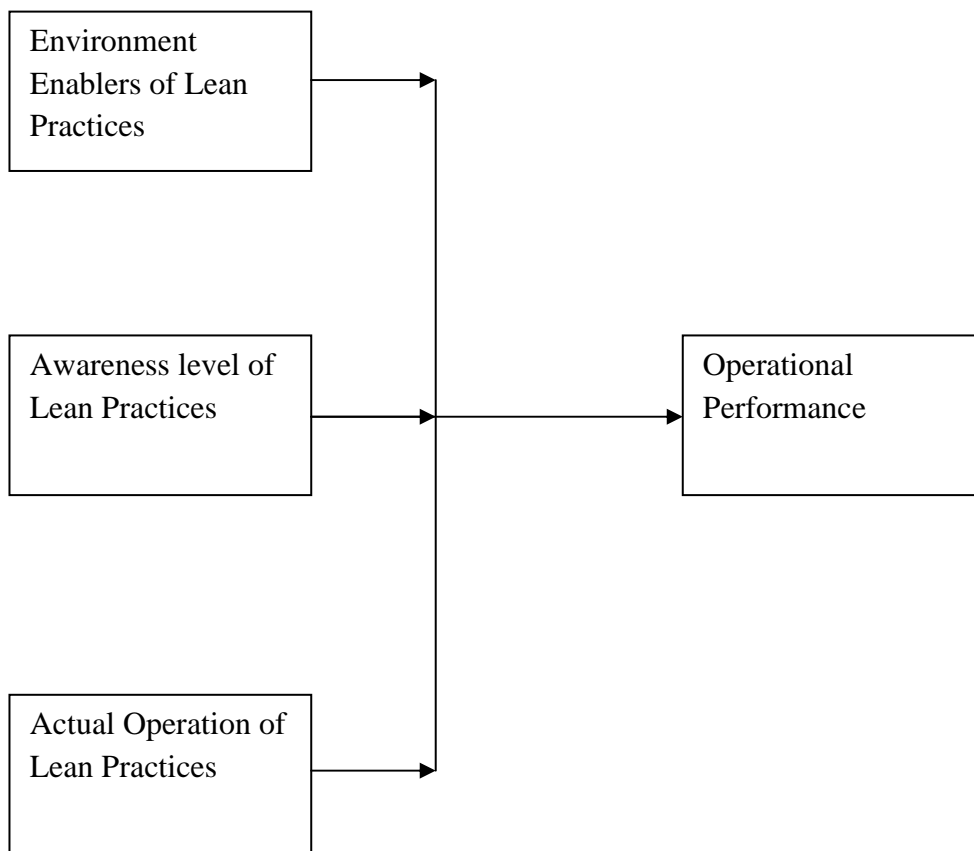 Environment
Enablers of Lean
Practices
Awareness level of
Lean Practices
Operational
Performance
Actual Operation of
Lean Practices